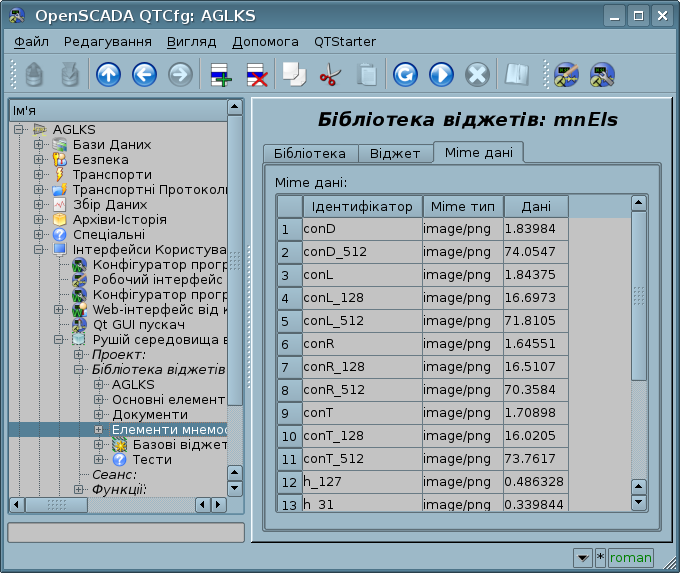 OpenSCADA QTCfg: AGLKS
Файл Редагування Вигляд Допомога QTStarter
Ім'я
AGLKS
Бази Даних
Безпека
Транспорти
Транспортні Протоколи
Збір Даних
Архіви-Історія
Спеціальні
Інтерфейси Користува
Конфігуратор прогр
Робочий інтерфейс
Конфігуратор прогр
Web-інтерфейс від к
Qt GUI пускач
Рушій середовища в
Проект:
Бібліотека віджетів
AGLKS
Основні елемент
Документи
Елементи мнемос
Базові віджет
Тести
Сеанс:
Функції:
Бібліотека віджетів: mnEls
Бібліотека Віджет Міме дані
Міме дані:
Ідентифікатор Міме тип Дані
1 conD image/png 1.83984
2 conD_512 image/png 74.0547
3 conL image/png 1.84375
4 conL_128 image/png 16.6973
5 conL_512 image/png 71.8105
6 conR image/png 1.64551
7 conR_128 image/png 16.5107
8 conR_512 image/png 70.3584
9 conT image/png 1.70898
10 conT_128 image/png 16.0205
11 conT_512 image/png 73.7617
12 h_127 image/png 0.486328
13 h_31 image/png 0.339844
* roman